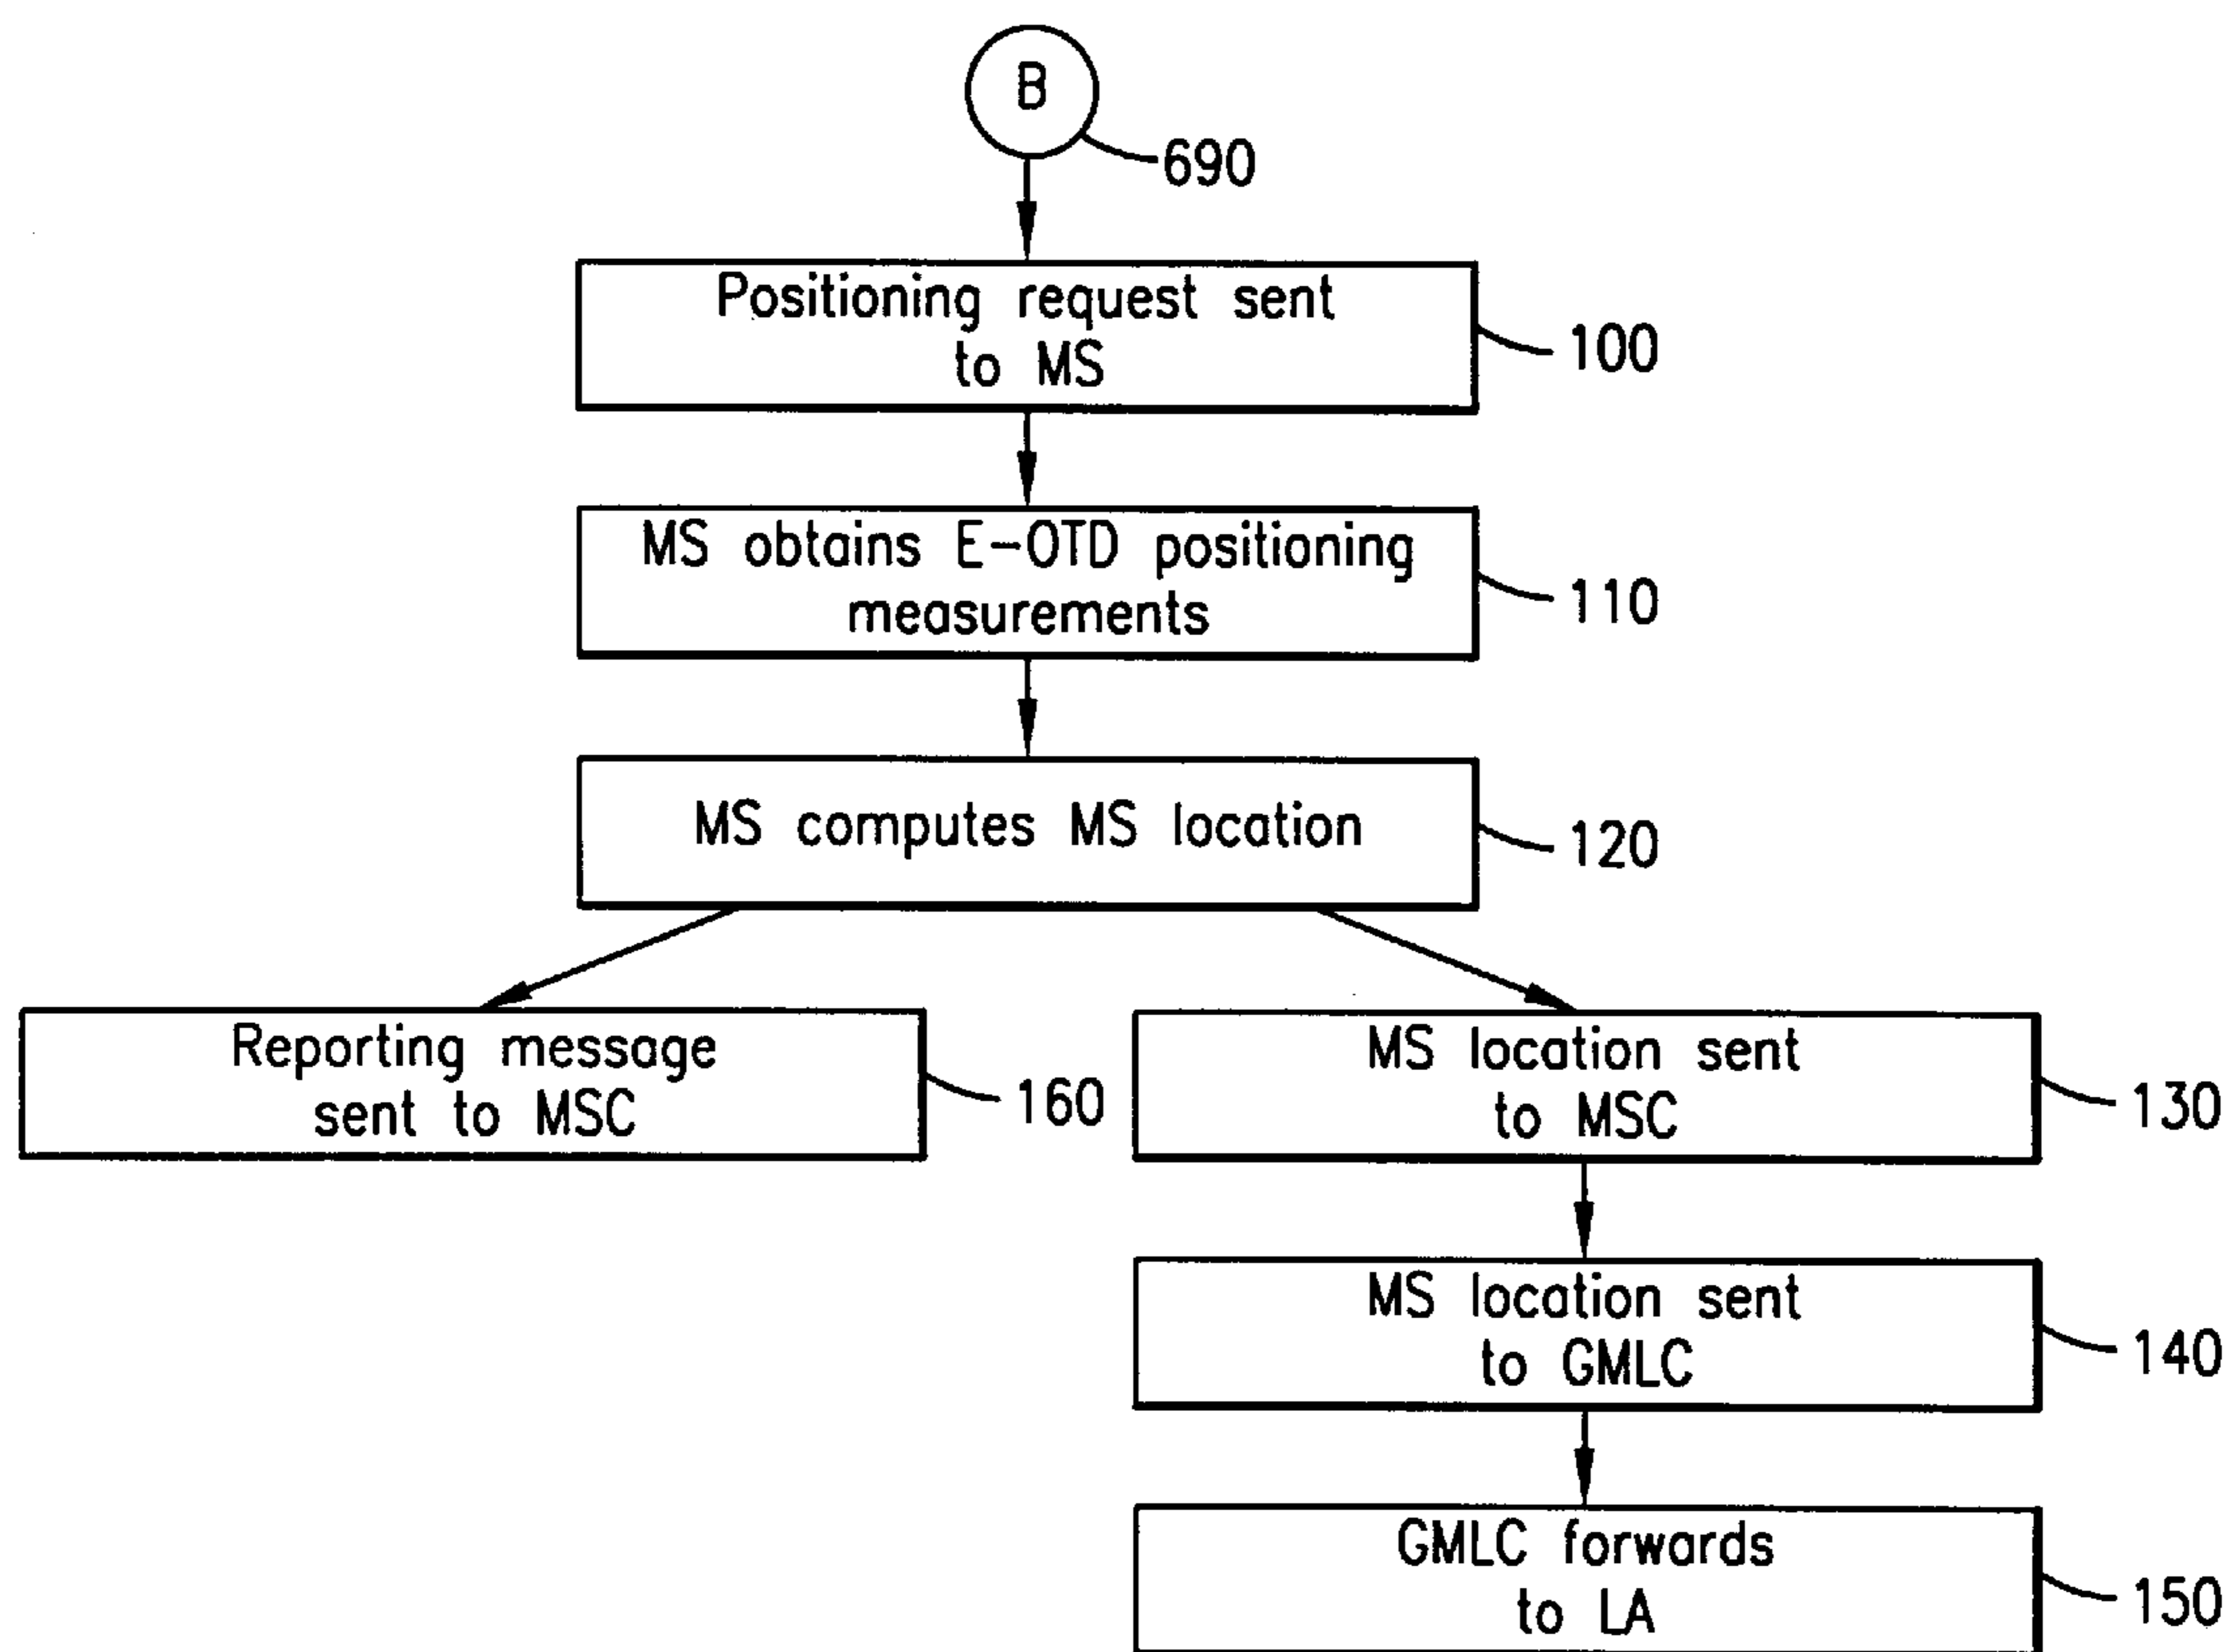 B
690
Positioning request sent
to MS
100
MS obtains E-OTD positioning
measurements
110
MS computes MS location
120
Reporting message
sent to MSC
160
MS location sent
to MSC
130
MS location sent
to GMLC
140
GMLC forwards
to LA
150